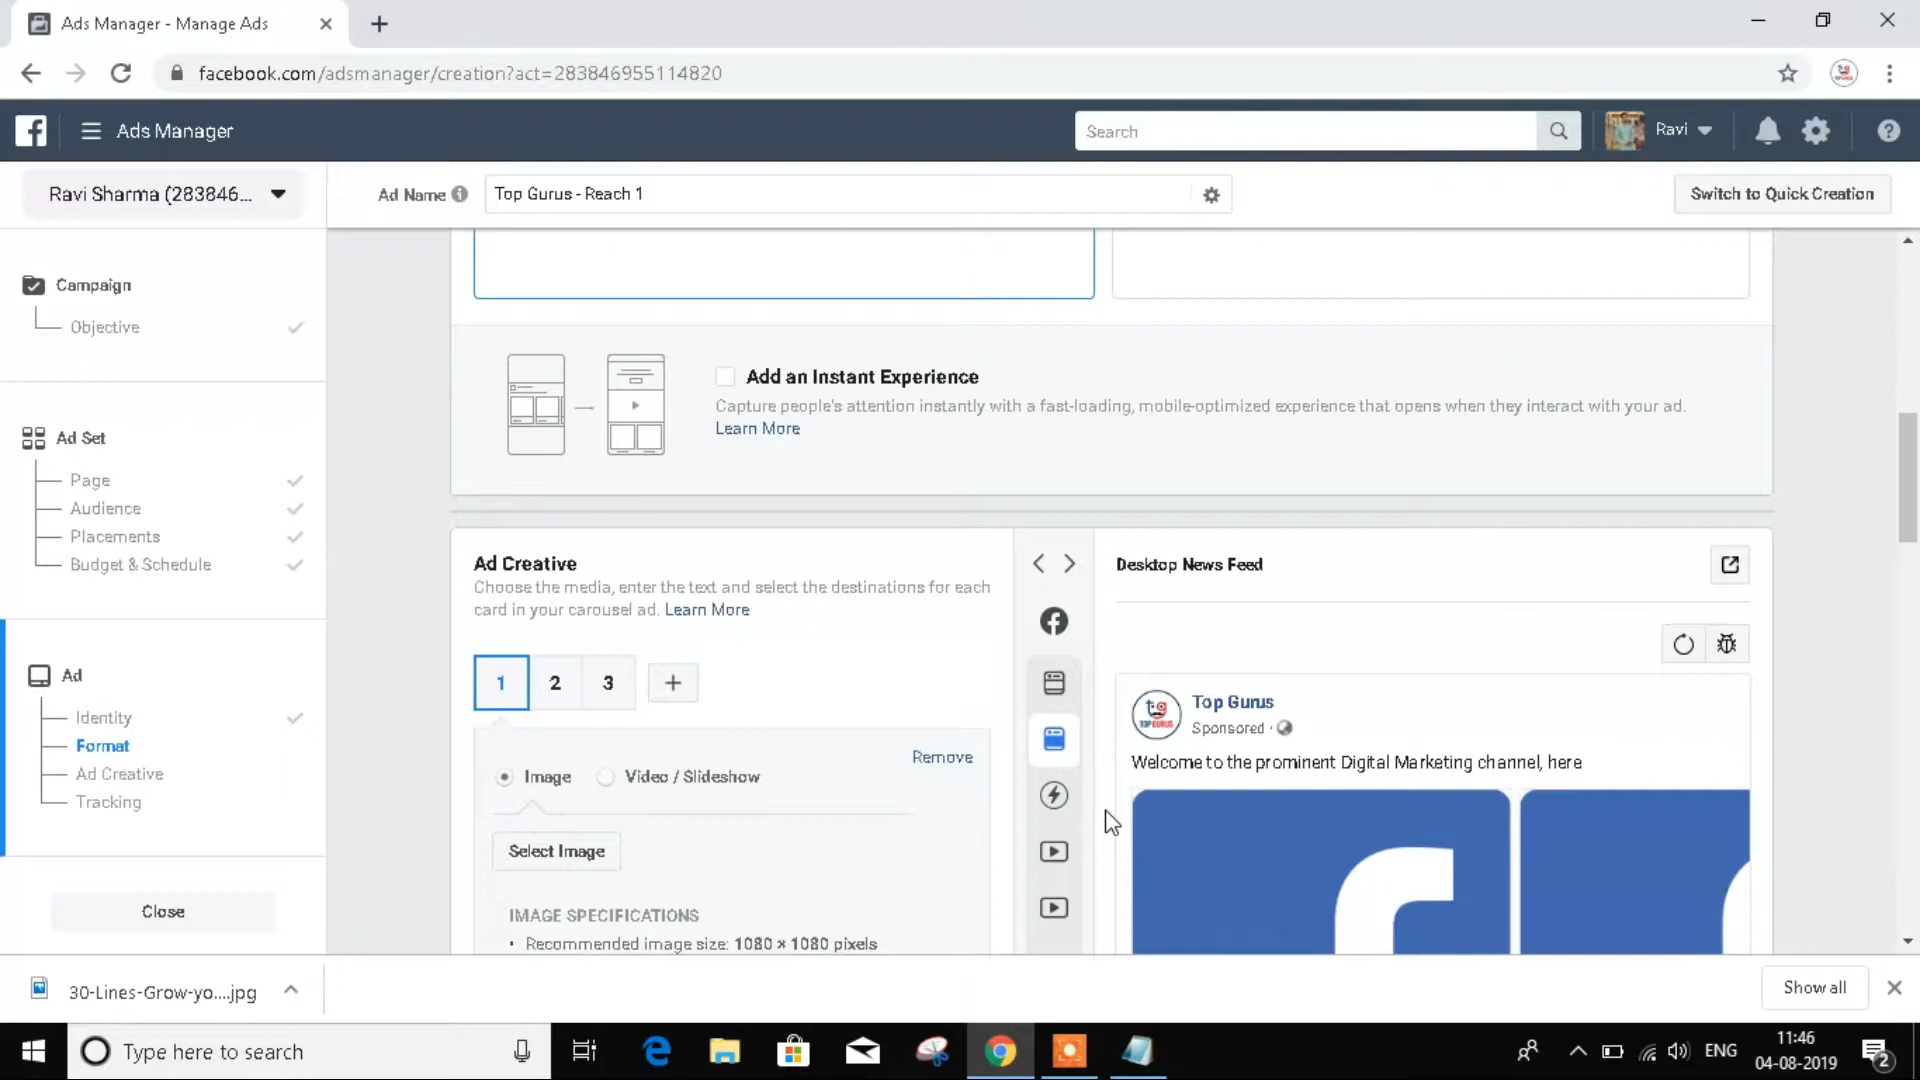 Ads Manager - Manage Ads
facebook.com/adsmanager/creation?act=283846955114820
Ads Manager
Search
Ravi
Ravi Sharma (283846...
Ad Name
Top Gurus - Reach 1
Switch to Quick Creation
Campaign
Objective
Ad Set
Page
Audience
Placements
Budget & Schedule
Ad
Identity
Format
Ad Creative
Tracking
Close
Add an Instant Experience
Capture people's attention instantly with a fast-loading, mobile-optimized experience that opens when they interact with your ad.
Learn More
Ad Creative
Choose the media, enter the text and select the destinations for each
card in your carousel ad. Learn More
1 2 3 +
Remove
Image Video / Slideshow
Select Image
IMAGE SPECIFICATIONS
• Recommended image size: 1080 × 1080 pixels
Desktop News Feed
TOP GURUS
Top Gurus
Sponsored ·
Welcome to the prominent Digital Marketing channel, here
30-Lines-Grow-yo....jpg
Show all
Type here to search
ENG
11:46
04-08-2019
2